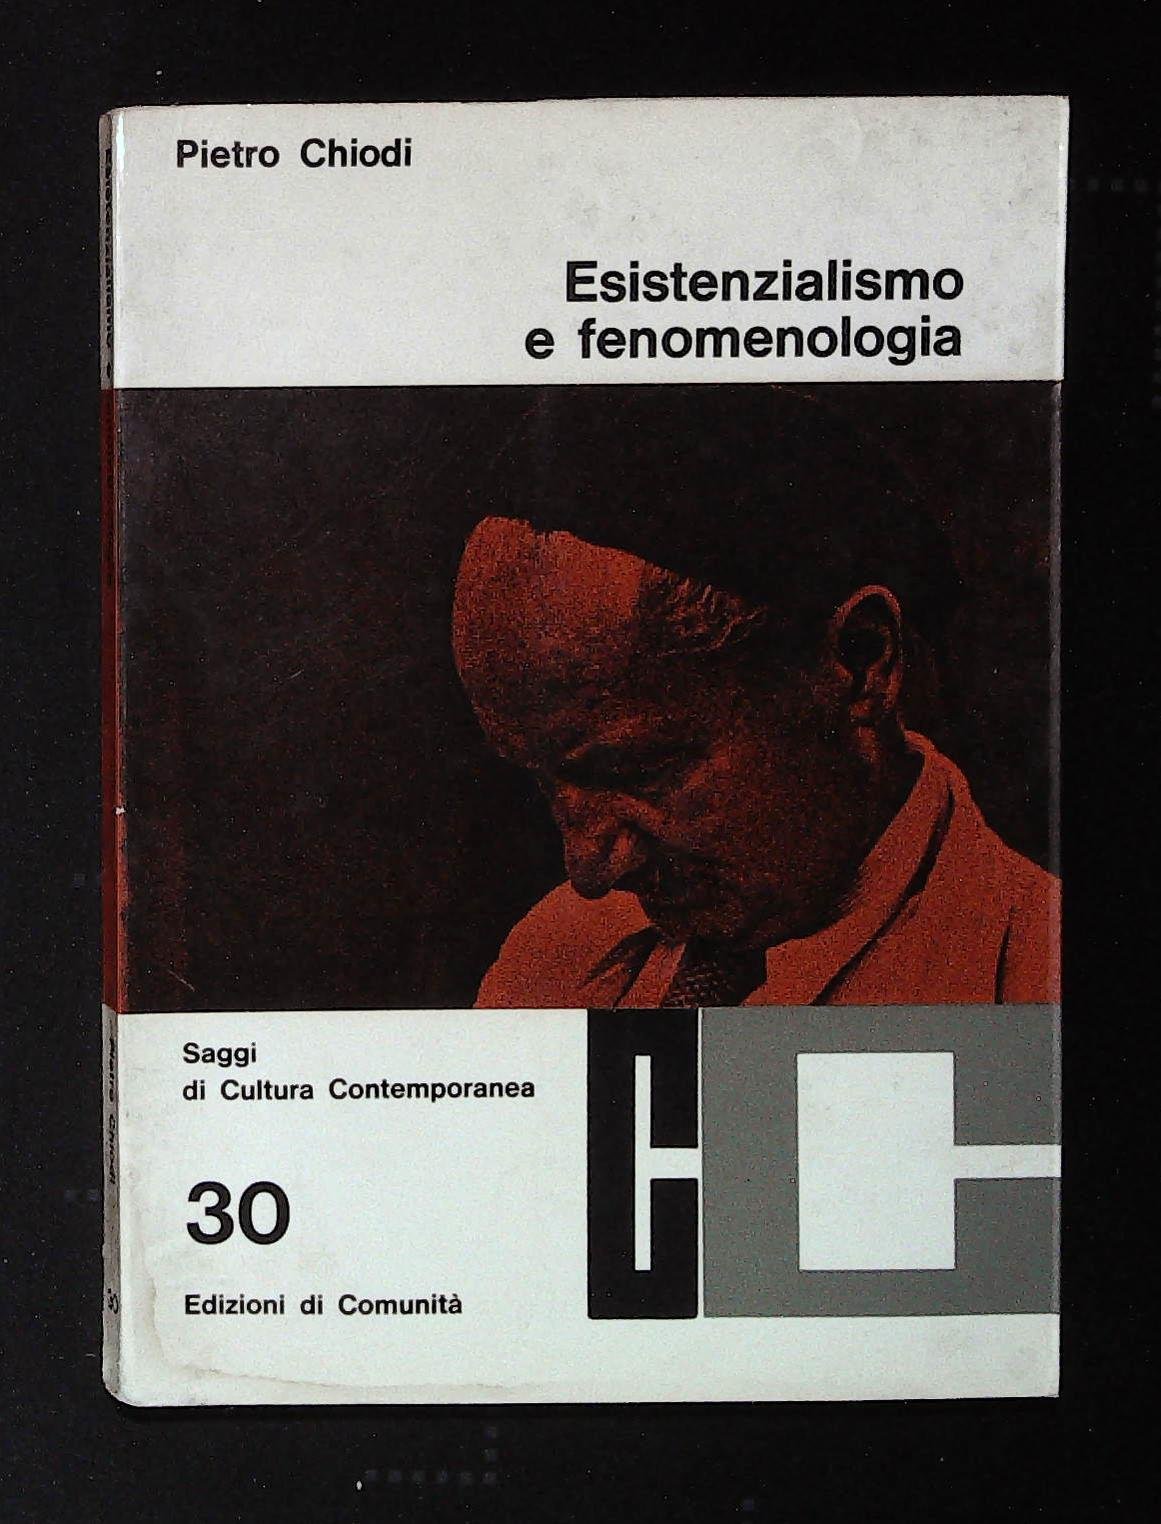 Pietro Chiodi
Esistenzialismo
e fenomenologia
Saggi
di Cultura Contemporanea
30
Edizioni di Comunità